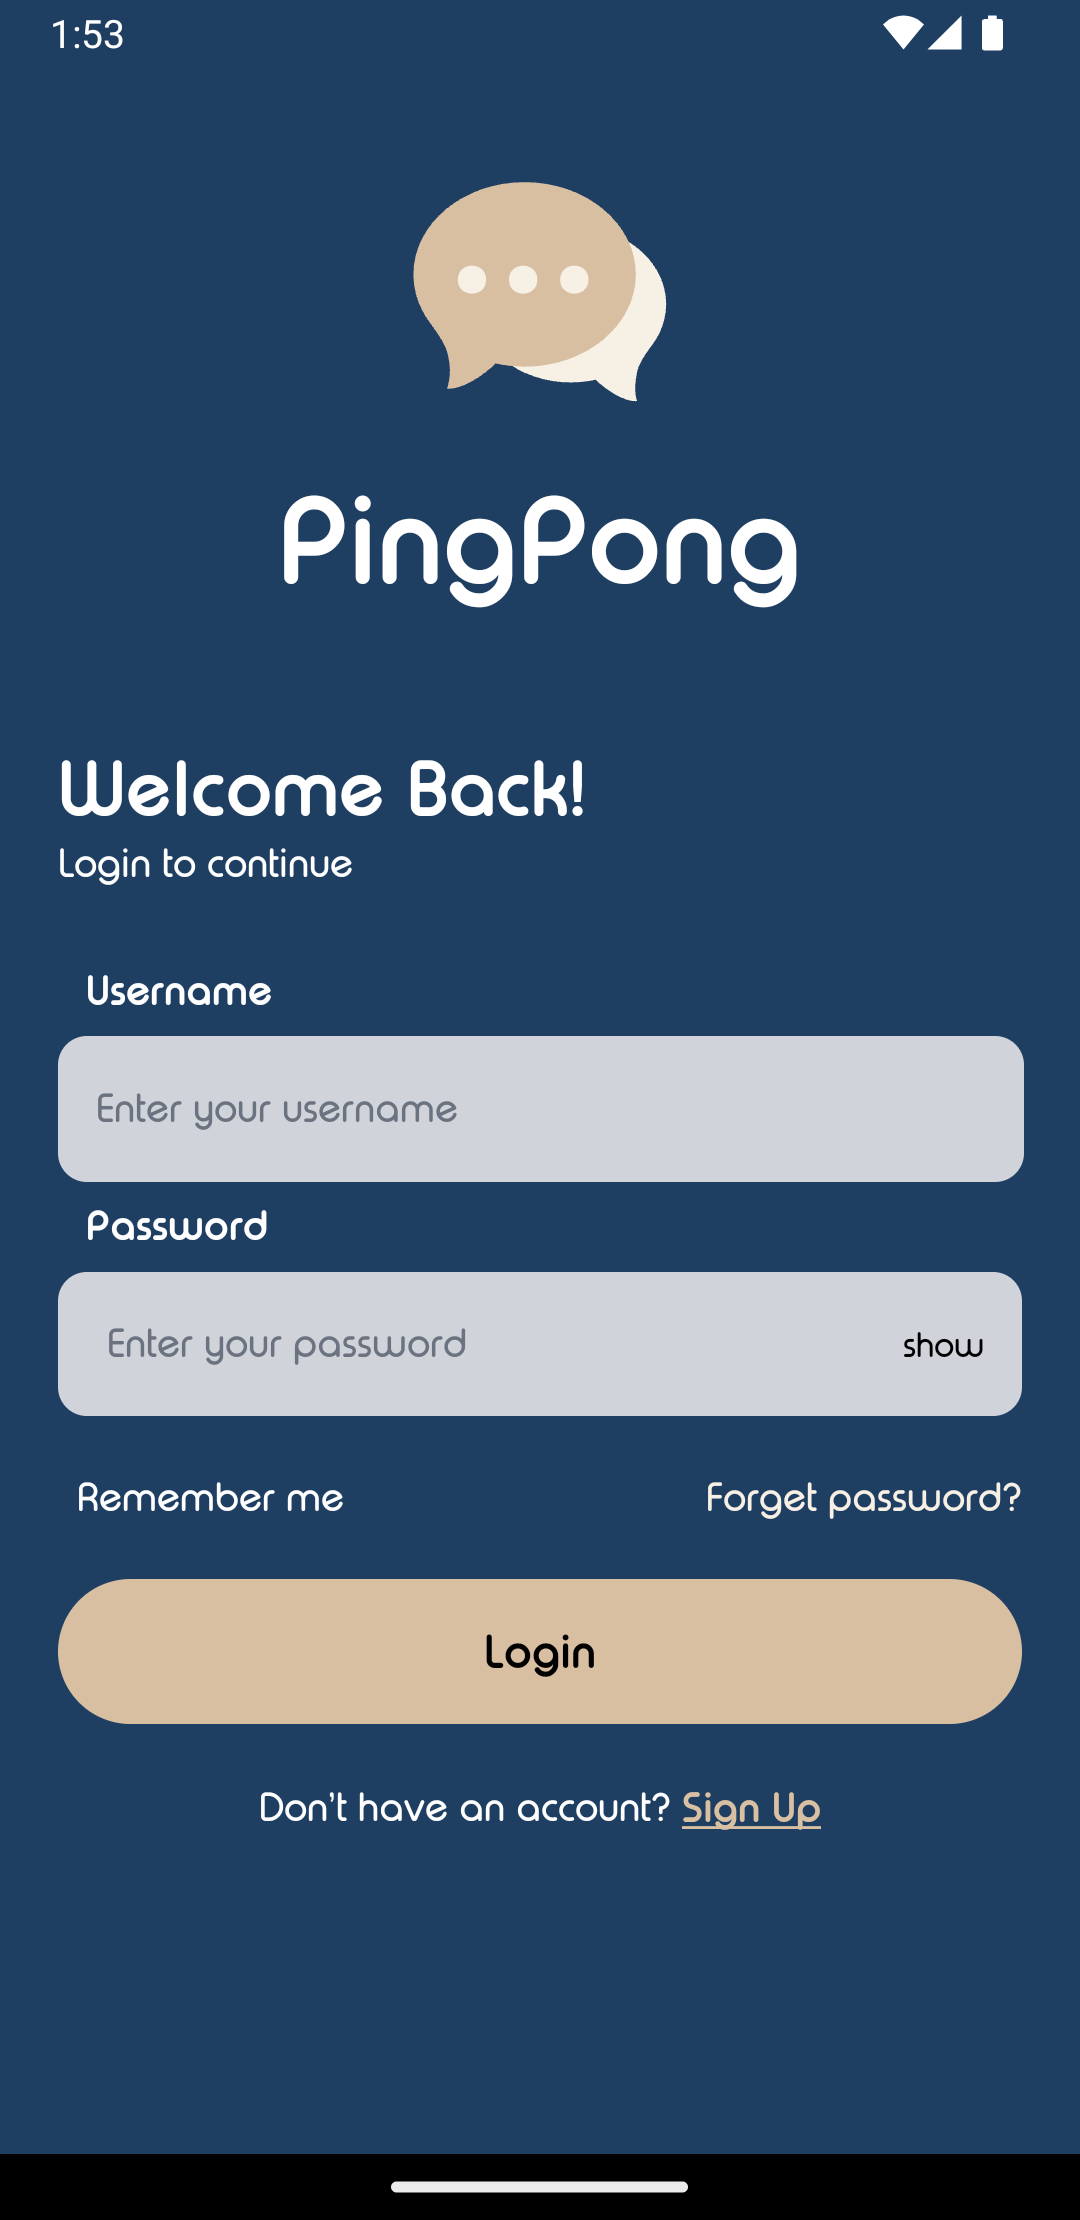 1:53
PingPong
Welcome Back!
Login to continue
Username
Enter your username
Password
Enter your password show
Remember me Forget password?
Login
Don't have an account? Sign Up